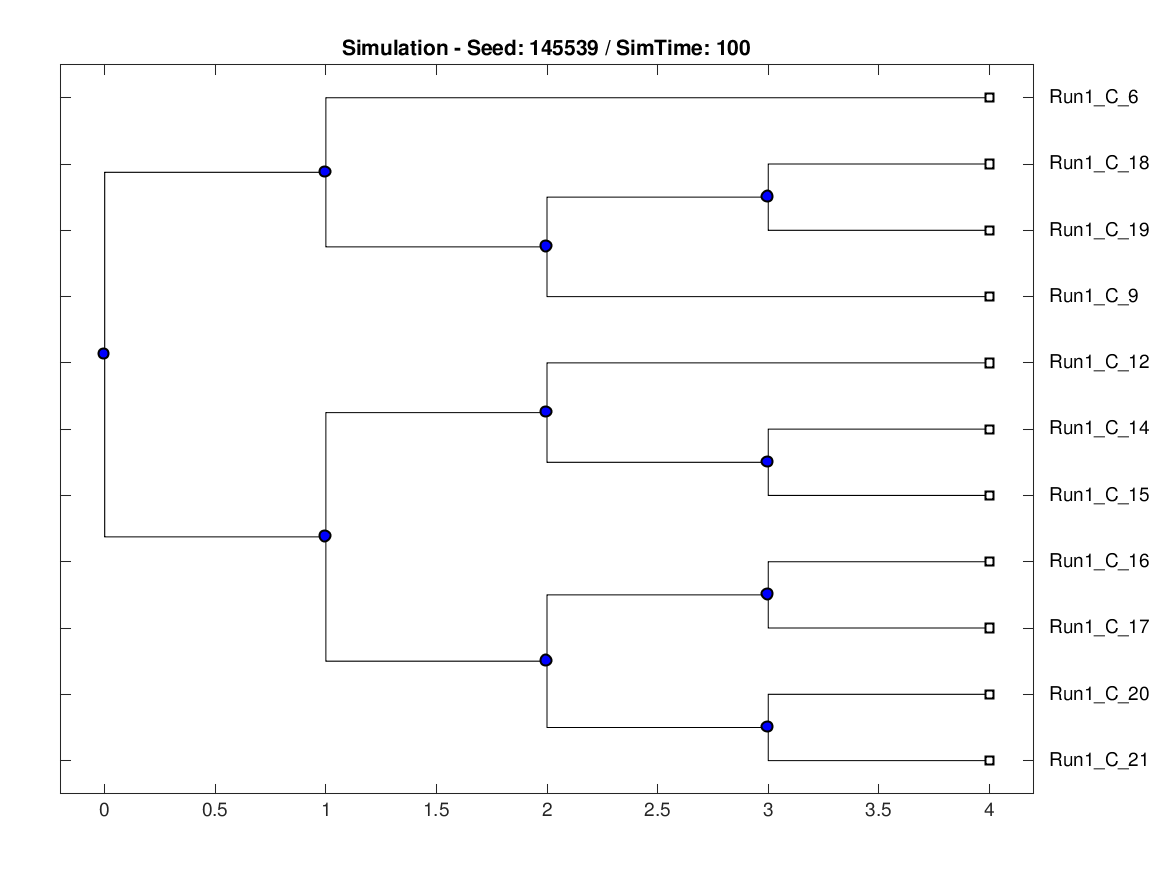 Simulation - Seed: 145539 / SimTime: 100
Run1_C_6
Run1_C_18
Run1_C_19
Run1_C_9
Run1_C_12
Run1_C_14
Run1_C_15
Run1_C_16
Run1_C_17
Run1_C_20
Run1_C_21
0 0.5 1 1.5 2 2.5 3 3.5 4